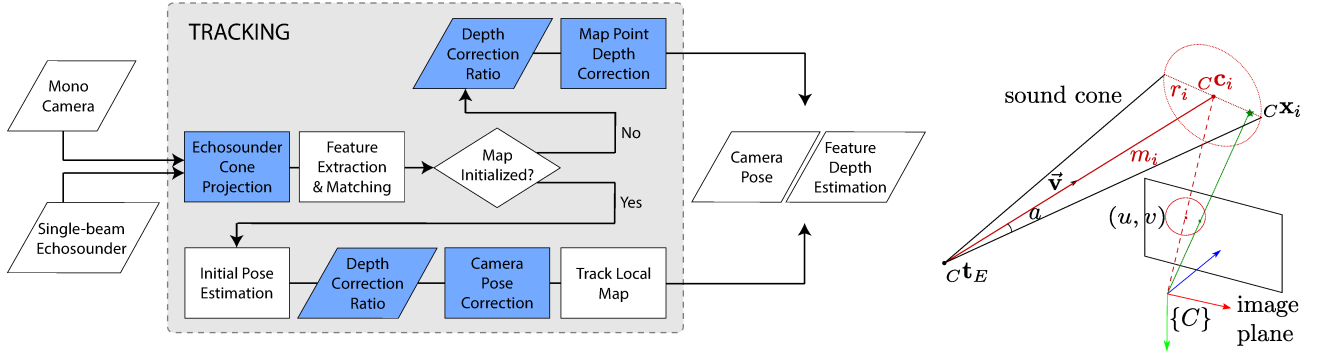 TRACKING
Mono
Camera
Single-beam
Echosounder
Echosounder
Cone
Projection
Feature
Extraction
& Matching
Map
Initialized?
No
Yes
Depth
Correction
Ratio
Map Point
Depth
Correction
Initial Pose
Estimation
Depth
Correction
Ratio
Camera
Pose
Correction
Track Local
Map
Camera
Pose
Feature
Depth
Estimation
sound cone
r_i
_C c_i
_C x_i
m_i
v⃗
a
(u, v)
_C t_E
{C}
image
plane